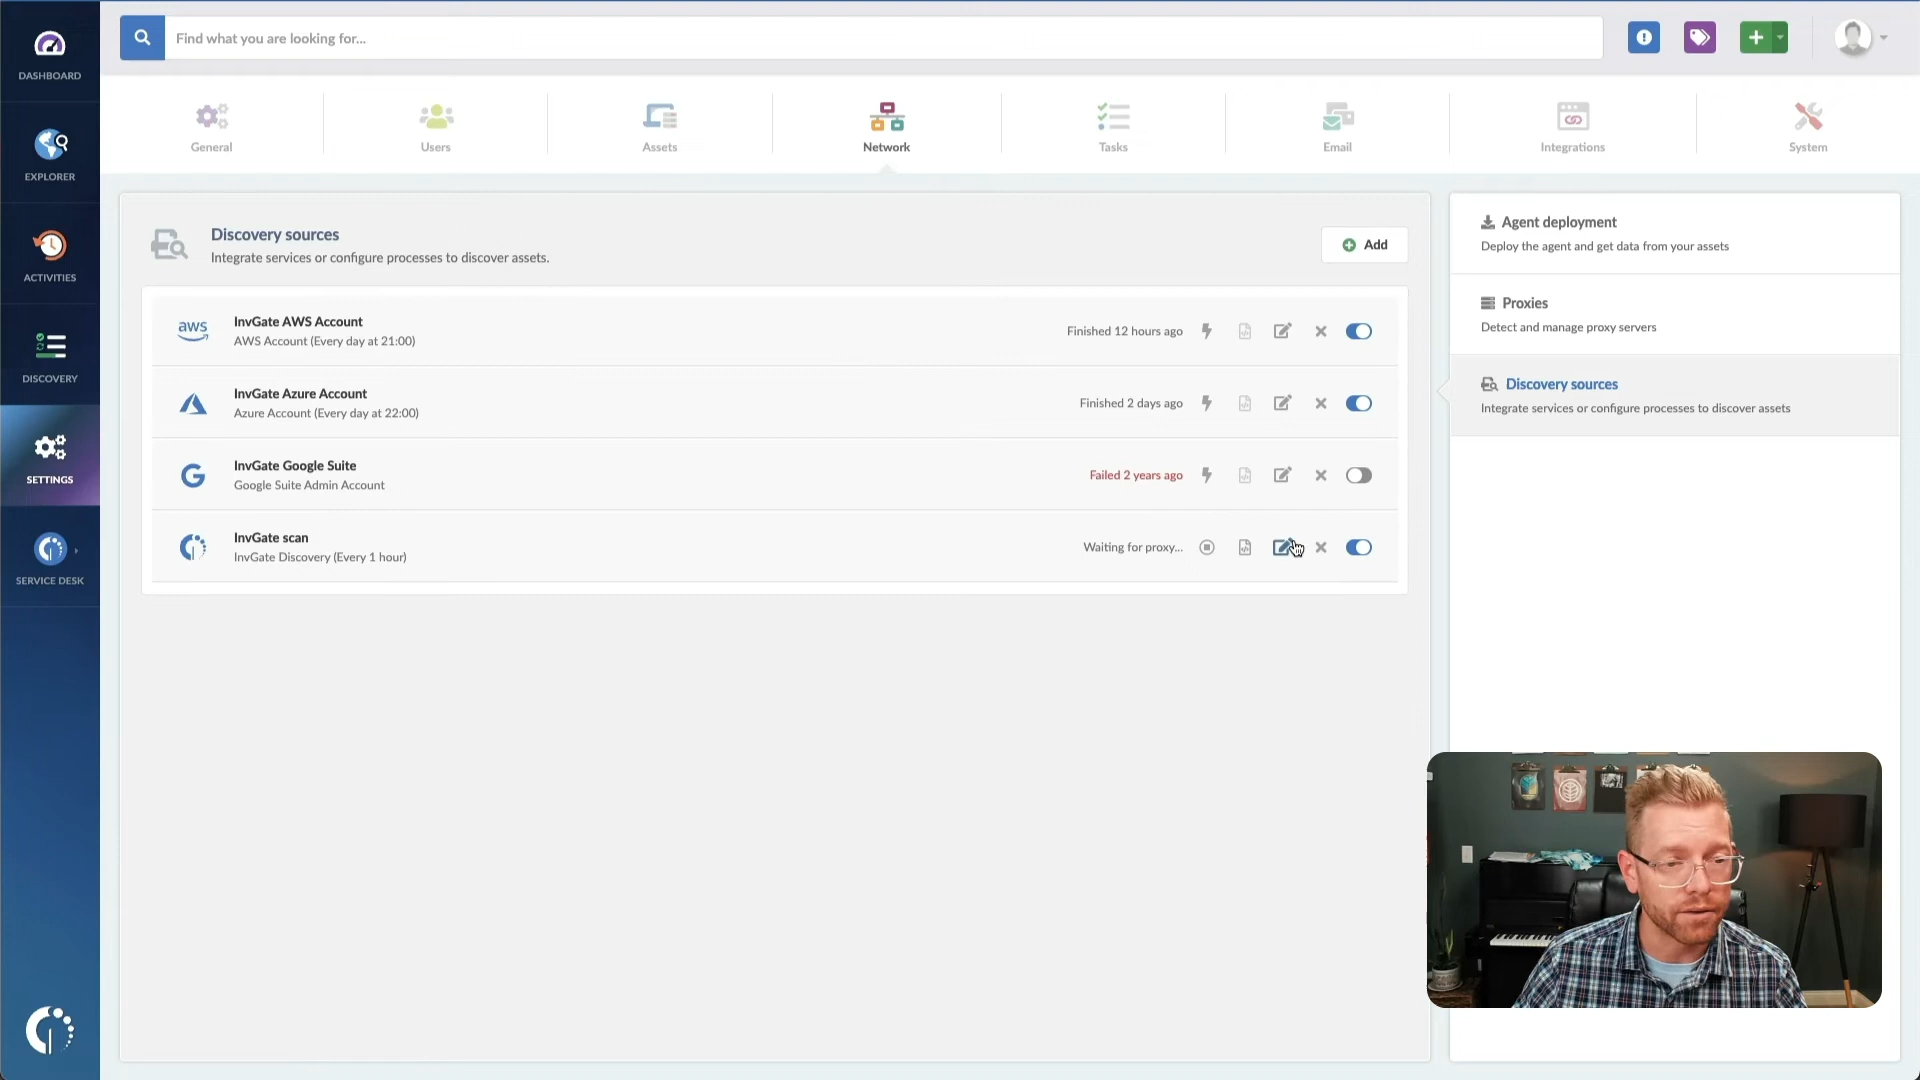 DASHBOARD
EXPLORER
ACTIVITIES
DISCOVERY
SETTINGS
SERVICE DESK
Find what you are looking for...
General
Users
Assets
Network
Tasks
Email
Integrations
System
Discovery sources
Integrate services or configure processes to discover assets.
Add
aws
InvGate AWS Account
AWS Account (Every day at 21:00)
Finished 12 hours ago
InvGate Azure Account
Azure Account (Every day at 22:00)
Finished 2 days ago
InvGate Google Suite
Google Suite Admin Account
Failed 2 years ago
InvGate scan
InvGate Discovery (Every 1 hour)
Waiting for proxy...
Agent deployment
Deploy the agent and get data from your assets
Proxies
Detect and manage proxy servers
Discovery sources
Integrate services or configure processes to discover assets